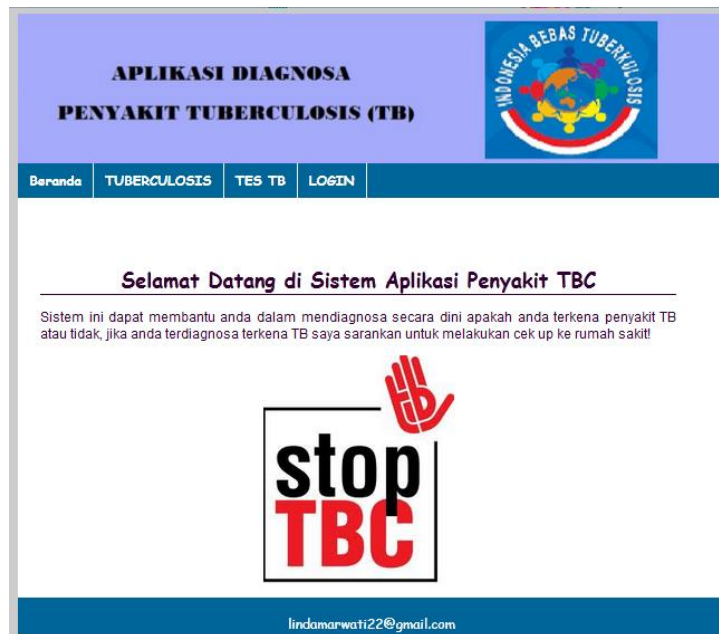 APLIKASI DIAGNOSA
PENYAKIT TUBERCULOSIS (TB)
INDONESIA BEBAS TUBERKULOSIS
Beranda TUBERCULOSIS TES TB LOGIN
Selamat Datang di Sistem Aplikasi Penyakit TBC
Sistem ini dapat membantu anda dalam mendiagnosa secara dini apakah anda terkena penyakit TB
atau tidak, jika anda terdiagnosa terkena TB saya sarankan untuk melakukan cek up ke rumah sakit!
tb
stop
TBC
lindamarwati22@gmail.com